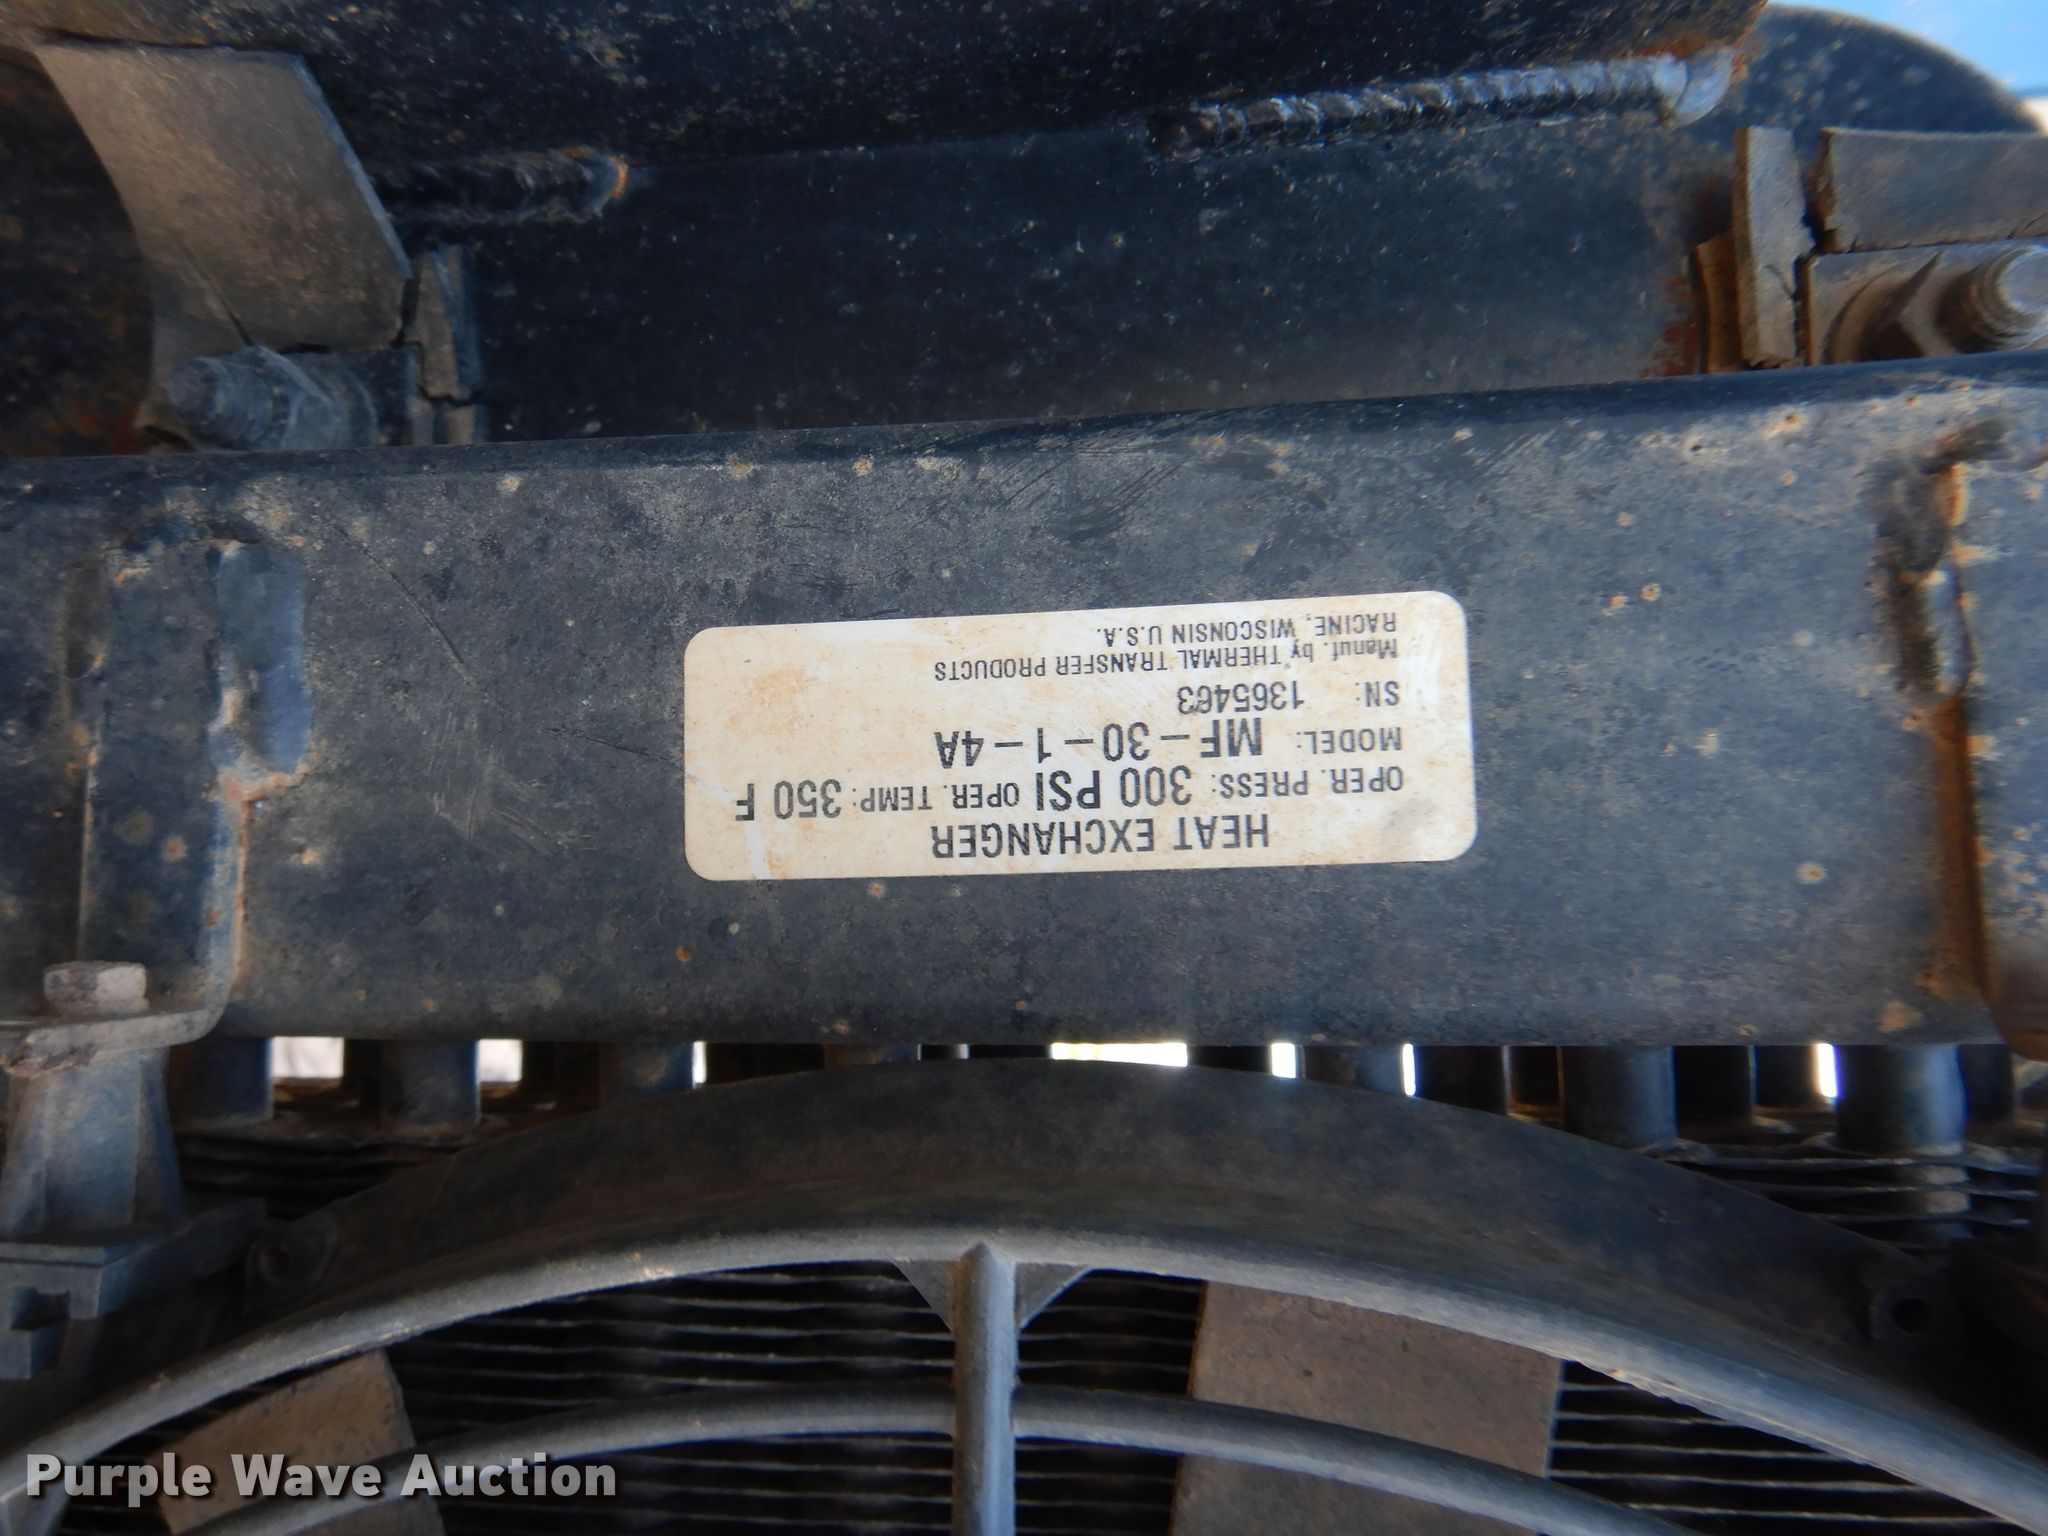 HEAT EXCHANGER
OPER. PRESS: 300 PSI OPER. TEMP: 350 F
MODEL: MF-30-1-4A
SN: 1365463
Manuf. by THERMAL TRANSFER PRODUCTS
RACINE, WISCONSIN U.S.A.
Purple Wave Auction